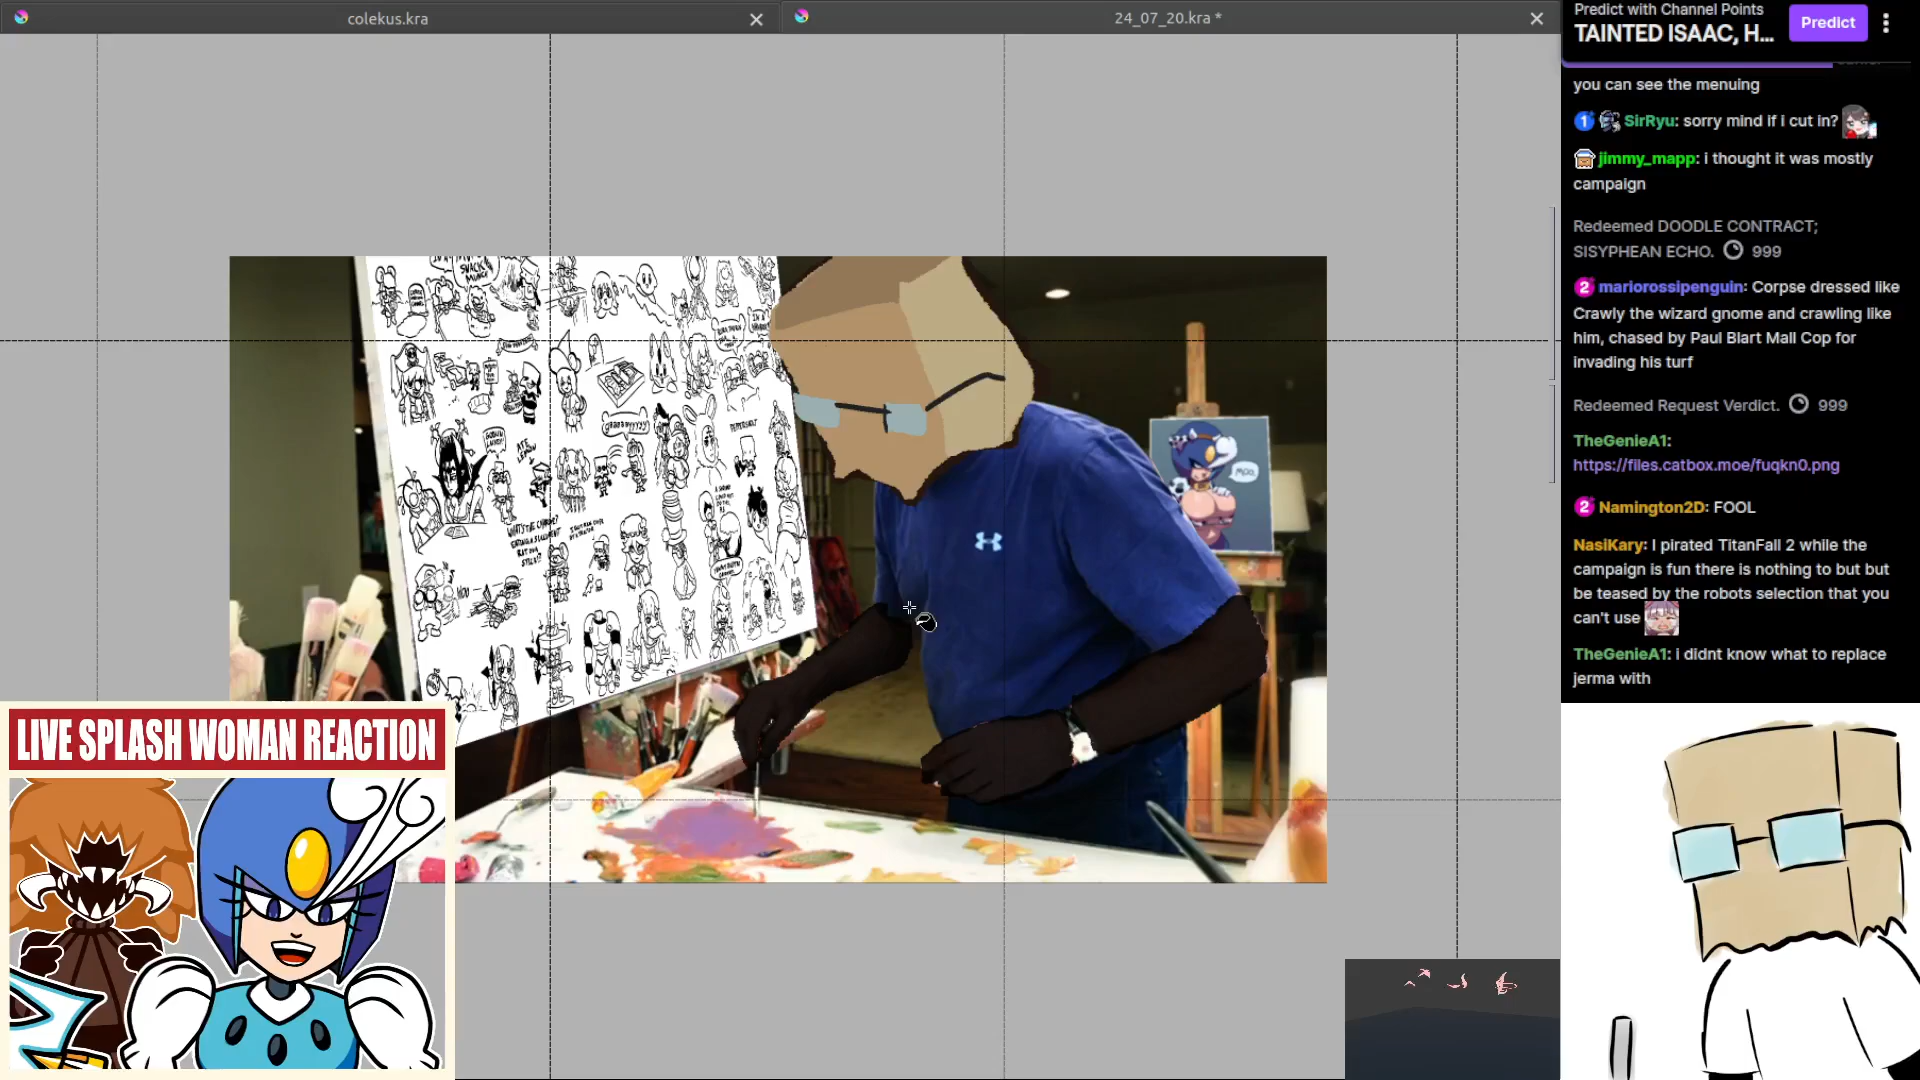 colekus.kra
24_07_20.kra *
Predict with Channel Points
TAINTED ISAAC, H...
Predict
you can see the menuing
SirRyu: sorry mind if i cut in?
jimmy_mapp: i thought it was mostly
campaign
Redeemed DOODLE CONTRACT;
SISYPHEAN ECHO. 999
2 mariorossipenguin: Corpse dressed like
Crawly the wizard gnome and crawling like
him, chased by Paul Blart Mall Cop for
invading his turf
Redeemed Request Verdict. 999
TheGenieA1:
https://files.catbox.moe/fuqkn0.png
2 Namington2D: FOOL
NasiKary: I pirated TitanFall 2 while the
campaign is fun there is nothing to but but
be teased by the robots selection that you
can't use
TheGenieA1: i didnt know what to replace
jerma with
MOO.
LIVE SPLASH WOMAN REACTION